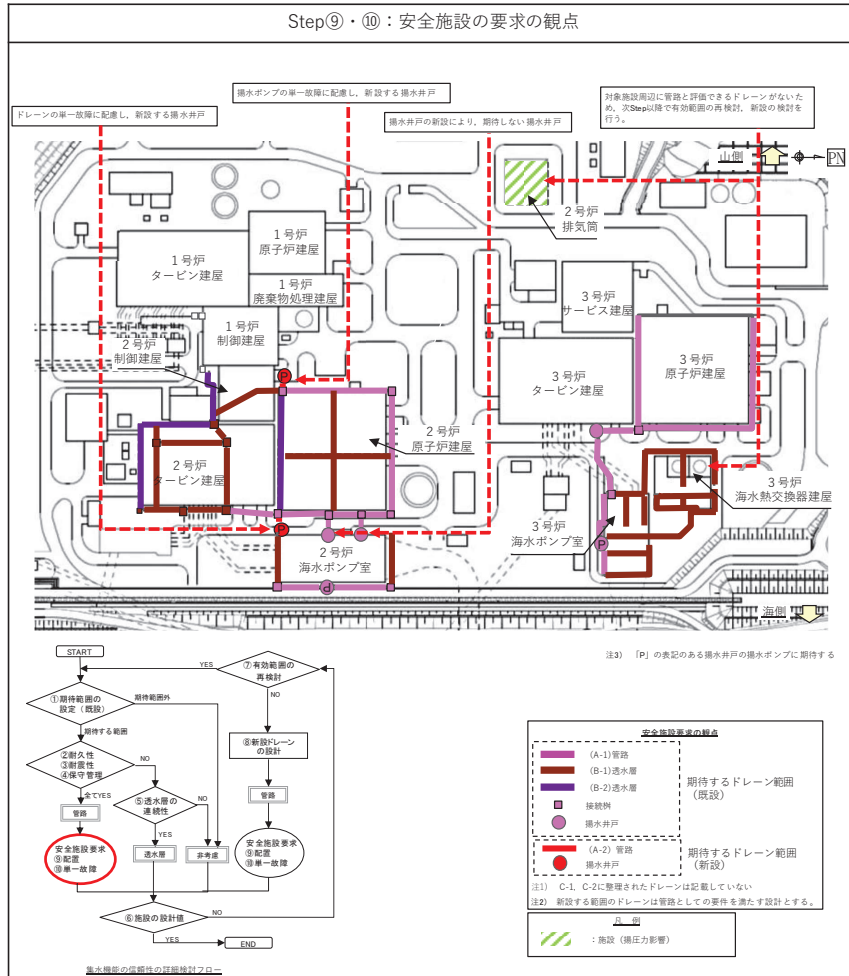 Step⑨・⑩：安全施設の要求の観点
揚水ポンプの単一故障に配慮し，新設する揚水井戸
ドレーンの単一故障に配慮し，新設する揚水井戸
揚水井戸の新設により，期待しない揚水井戸
対象施設周辺に管路と評価できるドレーンがないた
め，次Step以降で有効範囲の再検討，新設の検討を
行う。
山側
PN
2号炉
排気筒
1号炉
原子炉建屋
1号炉
タービン建屋
1号炉
廃棄物処理建屋
1号炉
制御建屋
2号炉
制御建屋
3号炉
サービス建屋
3号炉
原子炉建屋
3号炉
タービン建屋
P
2号炉
原子炉建屋
2号炉
タービン建屋
3号炉
海水熱交換器建屋
P
3号炉
海水ポンプ室
P
2号炉
海水ポンプ室
P
海側
注3) 「P」の表記のある揚水井戸の揚水ポンプに期待する
START
YES
⑦有効範囲の
再検討
NO
①期待範囲の
設定（既設）
期待範囲外
期待する範囲
②耐久性
③耐震性
④保守管理
NO
全てYES
管路
⑤透水層の
連続性
NO
YES
透水層
非考慮
安全施設要求
⑨配置
⑩単一故障
⑧新設ドレーン
の設計
管路
安全施設要求
⑨配置
⑩単一故障
⑥施設の設計値
NO
YES
END
集水機能の信頼性の詳細検討フロー
安全施設要求の観点
(A-1)管路
(B-1)透水層
(B-2)透水層
接続桝
揚水井戸
期待するドレーン範囲
（既設）
(A-2) 管路
揚水井戸
期待するドレーン範囲
（新設）
注1) C-1，C-2に整理されたドレーンは記載していない
注2) 新設する範囲のドレーンは管路としての要件を満たす設計とする。
凡 例
：施設（揚圧力影響）